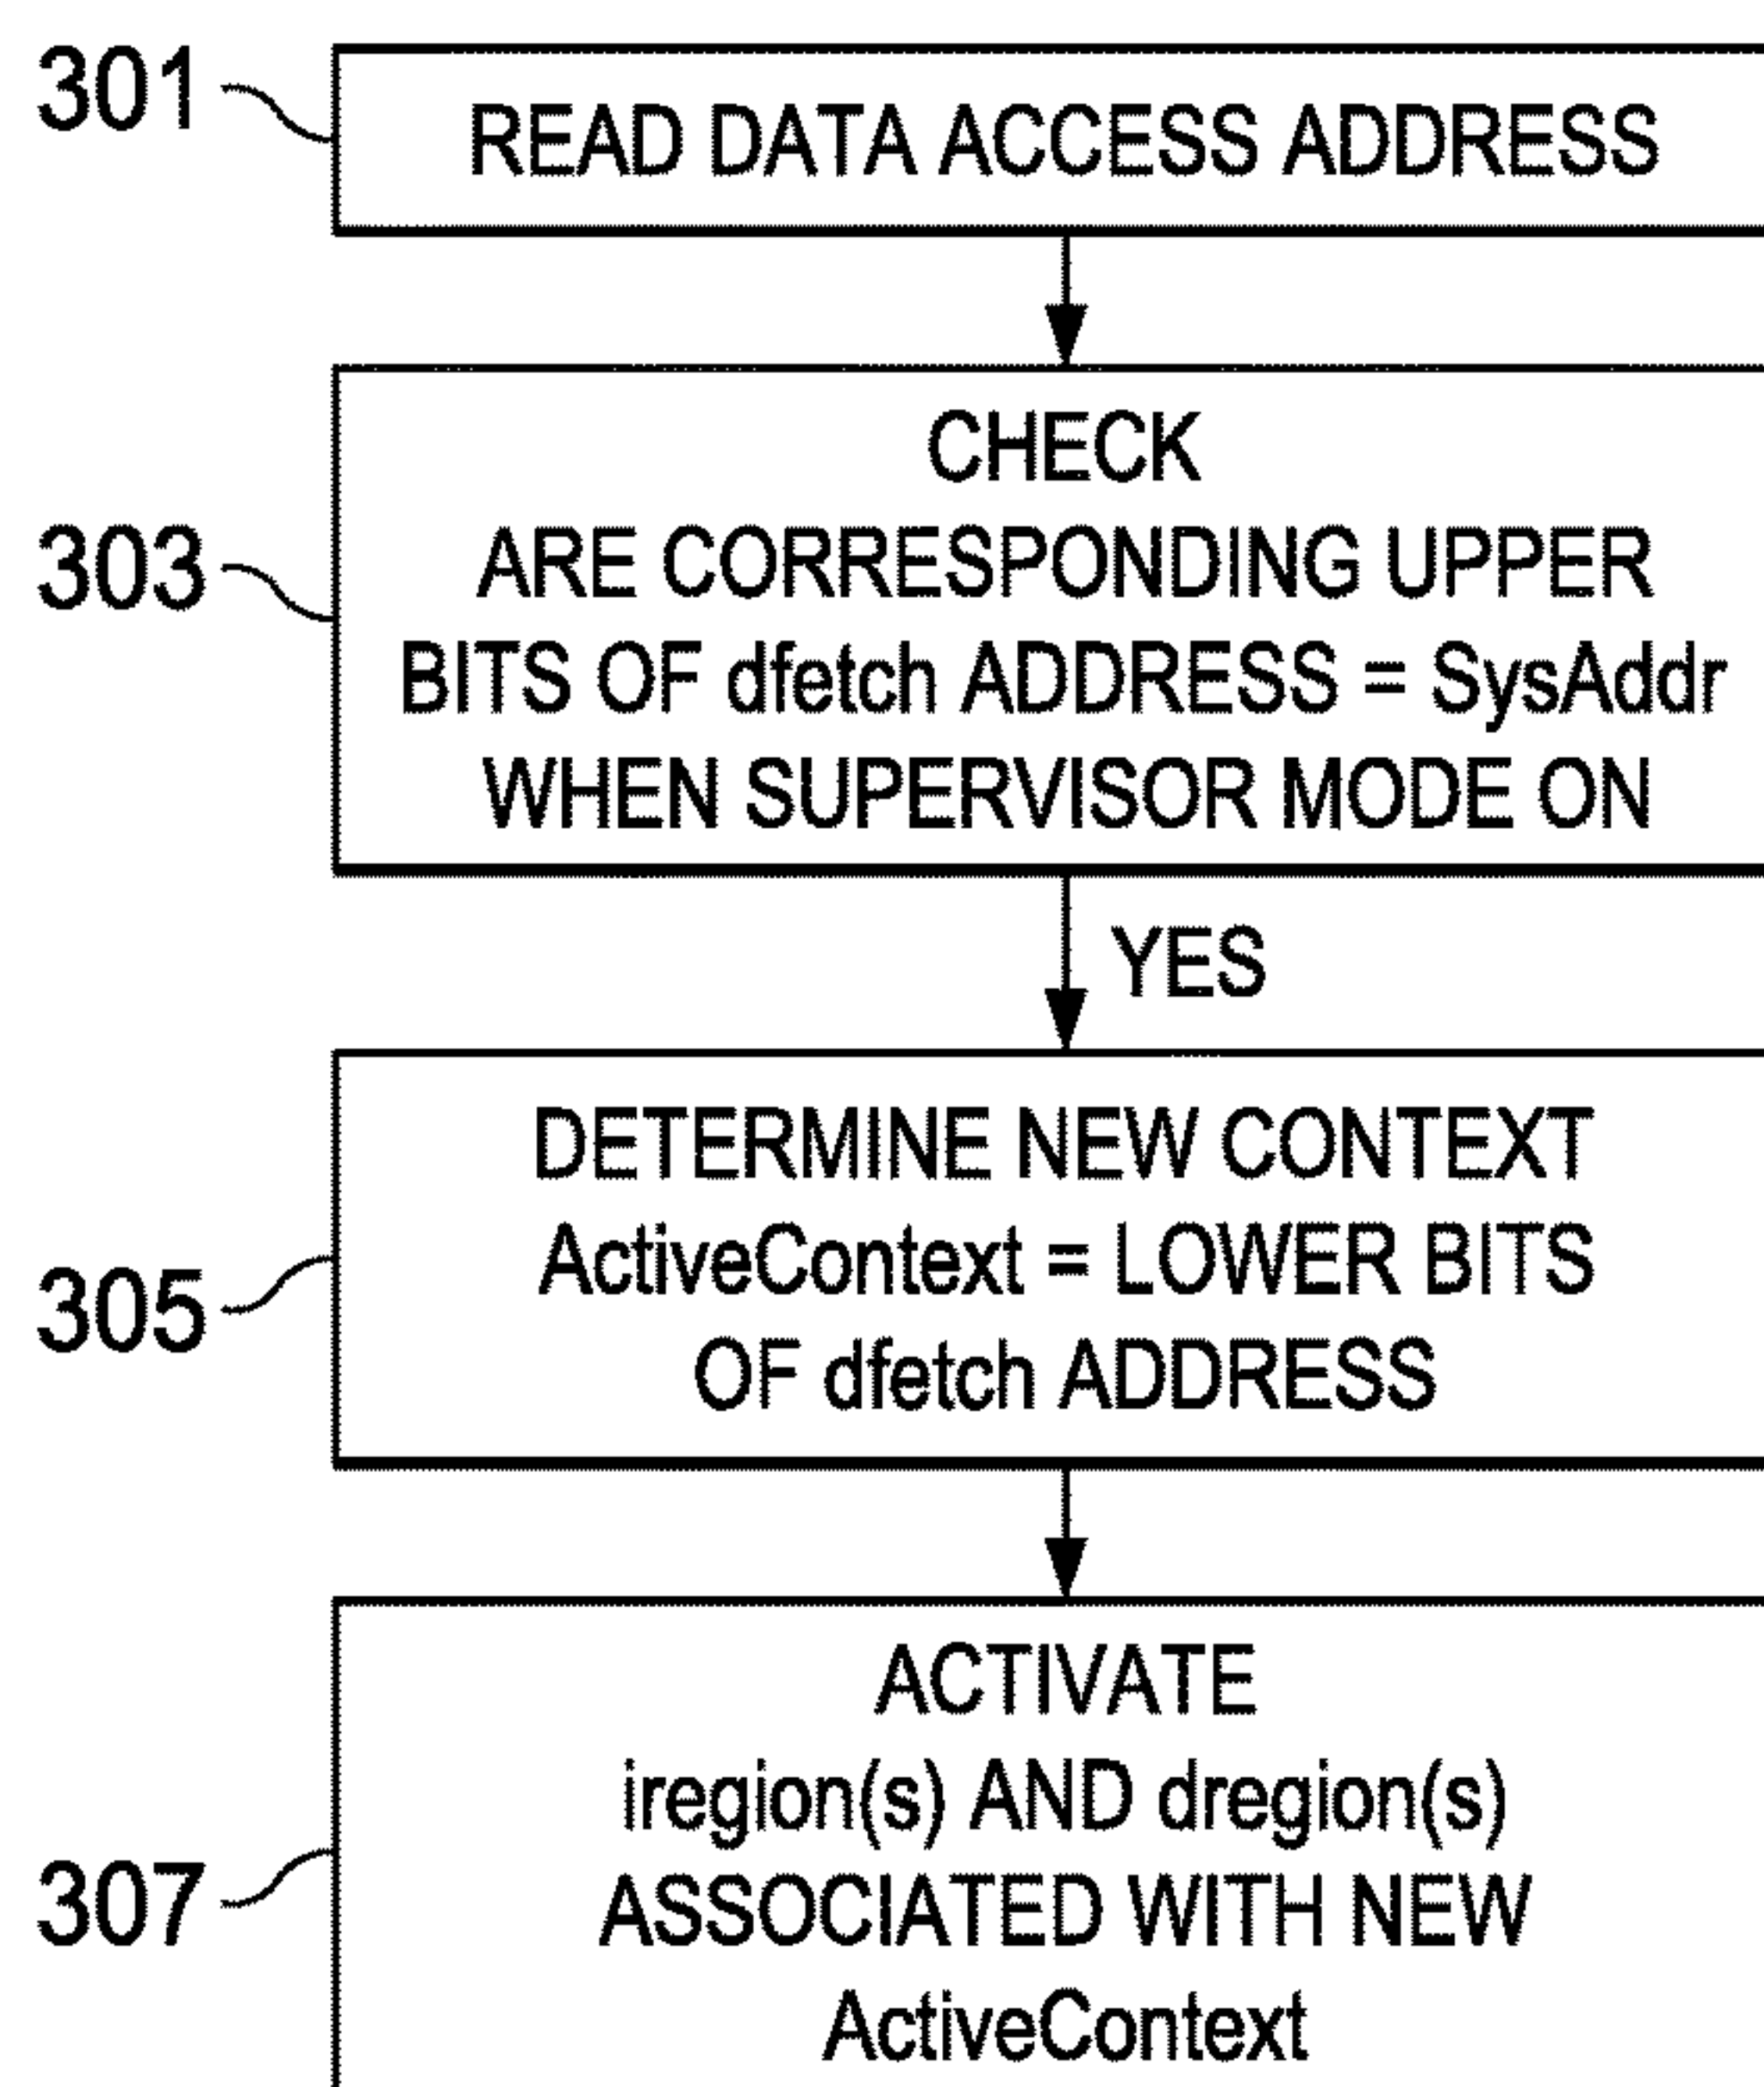 301
READ DATA ACCESS ADDRESS
CHECK
ARE CORRESPONDING UPPER
303
BITS OF dfetch ADDRESS = SysAddr
WHEN SUPERVISOR MODE ON
YES
DETERMINE NEW CONTEXT
ActiveContext = LOWER BITS
305
OF dfetch ADDRESS
ACTIVATE
iregion(s) AND dregion(s)
307
ASSOCIATED WITH NEW
ActiveContext